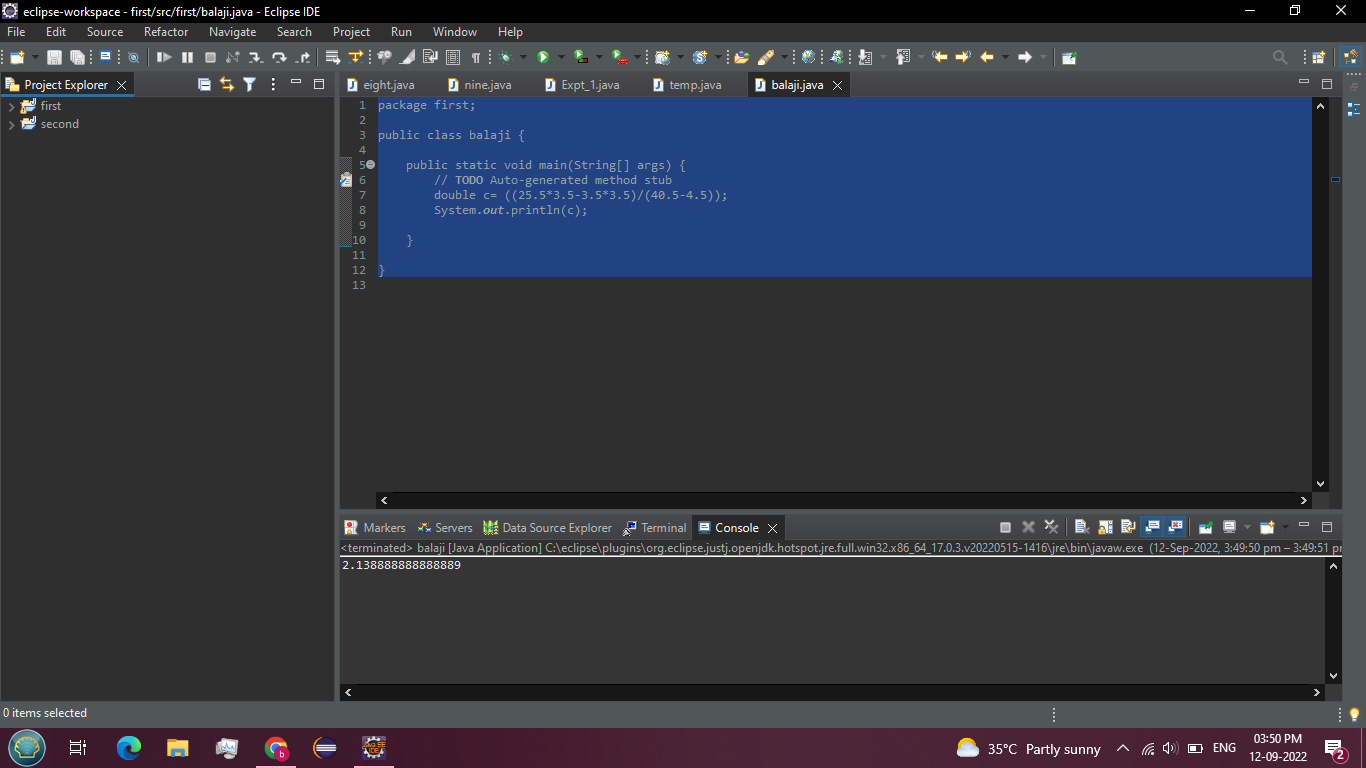 eclipse-workspace - first/src/first/balaji.java - Eclipse IDE
File Edit Source Refactor Navigate Search Project Run Window Help
Project Explorer
first
second
eight.java nine.java Expt_1.java temp.java balaji.java
1 package first;
2
3 public class balaji {
4
5 public static void main(String[] args) {
6 // TODO Auto-generated method stub
7 double c= ((25.5*3.5-3.5*3.5)/(40.5-4.5));
8 System.out.println(c);
9
10 }
11
12 }
13
Markers Servers Data Source Explorer Terminal Console
<terminated> balaji [Java Application] C:\eclipse\plugins\org.eclipse.justj.openjdk.hotspot.jre.full.win32.x86_64_17.0.3.v20220515-1416\jre\bin\javaw.exe (12-Sep-2022, 3:49:50 pm – 3:49:51 pr
2.138888888888889
0 items selected
35°C Partly sunny ENG 03:50 PM
12-09-2022
2